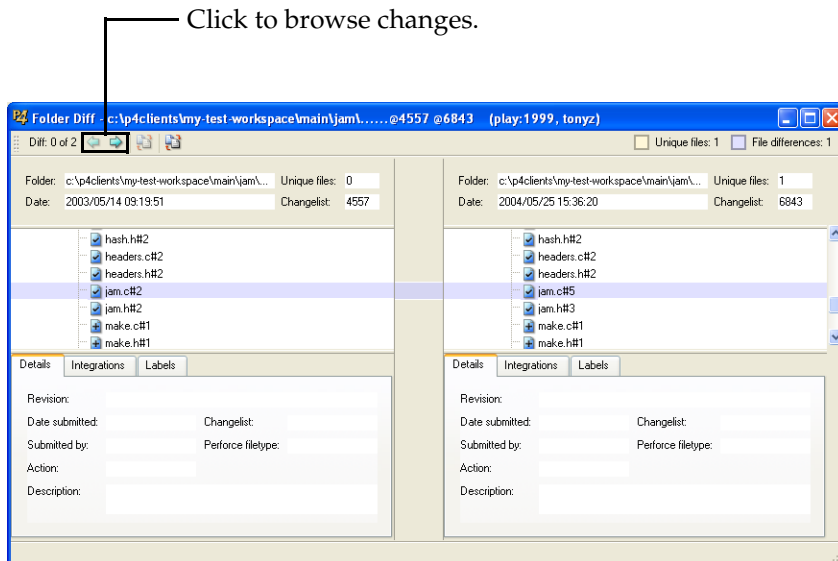 Click to browse changes.
P4 Folder Diff - c:\p4clients\my-test-workspace\main\jam\......@4557 @6843 (play:1999, tonyz)
Diff: 0 of 2 Unique files: 1 File differences: 1
Folder: c:\p4clients\my-test-workspace\main\jam\... Unique files: 0
Date: 2003/05/14 09:19:51 Changelist: 4557
hash.h#2
headers.c#2
headers.h#2
jam.c#2
jam.h#2
make.c#1
make.h#1
Details Integrations Labels
Revision:
Date submitted: Changelist:
Submitted by: Perforce filetype:
Action:
Description:
Folder: c:\p4clients\my-test-workspace\main\jam\... Unique files: 1
Date: 2004/05/25 15:36:20 Changelist: 6843
hash.h#2
headers.c#2
headers.h#2
jam.c#5
jam.h#3
make.c#1
make.h#1
Details Integrations Labels
Revision:
Date submitted: Changelist:
Submitted by: Perforce filetype:
Action:
Description: